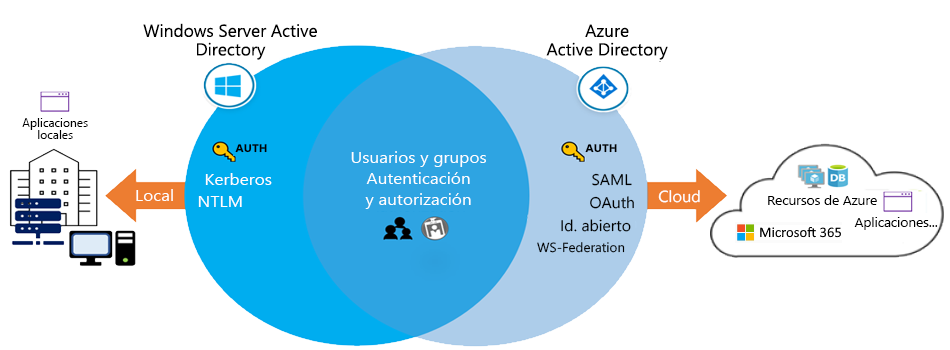 Windows Server Active
Directory
Azure
Active Directory
Aplicaciones
locales
AUTH
Kerberos
NTLM
Local
Usuarios y grupos
Autenticación
y autorización
AUTH
SAML
OAuth
Id. abierto
WS-Federation
Cloud
DB
Recursos de Azure
Aplicaciones...
Microsoft 365